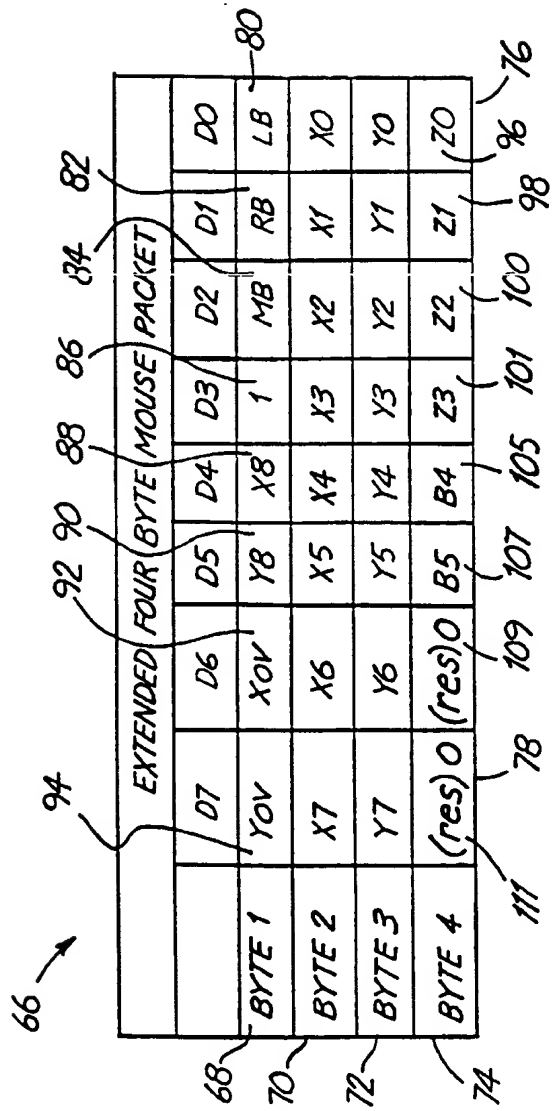 66
94 92 90 88 86 84 82 80
EXTENDED FOUR BYTE MOUSE PACKET
D7 D6 D5 D4 D3 D2 D1 D0
68 BYTE 1 YOV XOV Y8 X8 1 MB RB LB
70 BYTE 2 X7 X6 X5 X4 X3 X2 X1 X0
72 BYTE 3 Y7 Y6 Y5 Y4 Y3 Y2 Y1 Y0
74 BYTE 4 (res) 0 (res) 0 B5 B4 Z3 Z2 Z1 Z0
111 78 109 107 105 101 100 98 96 76